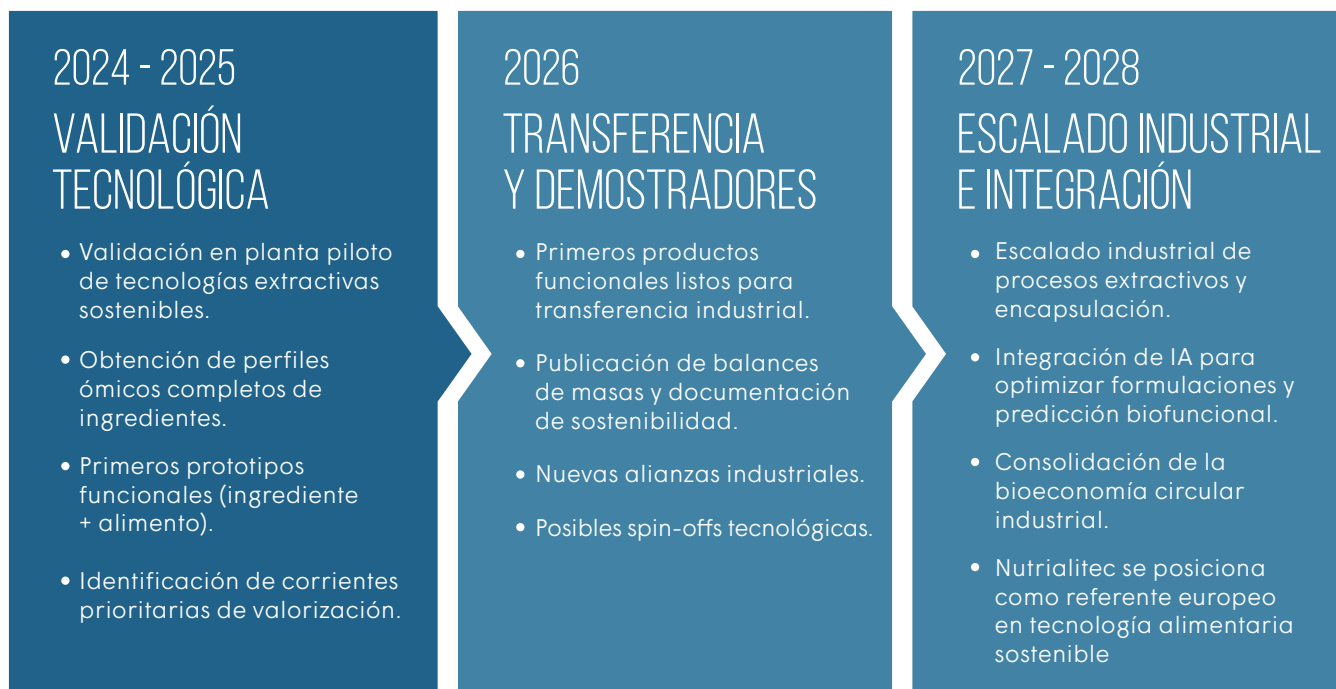 2024 - 2025
VALIDACIÓN
TECNOLÓGICA
• Validación en planta piloto
de tecnologías extractivas
sostenibles.
• Obtención de perfiles
ómicos completos de
ingredientes.
• Primeros prototipos
funcionales (ingrediente
+ alimento).
• Identificación de corrientes
prioritarias de valorización.
2026
TRANSFERENCIA
Y DEMOSTRADORES
• Primeros productos
funcionales listos para
transferencia industrial.
• Publicación de balances
de masas y documentación
de sostenibilidad.
• Nuevas alianzas industriales.
• Posibles spin-offs tecnológicas.
2027 - 2028
ESCALADO INDUSTRIAL
E INTEGRACIÓN
• Escalado industrial de
procesos extractivos y
encapsulación.
• Integración de IA para
optimizar formulaciones y
predicción biofuncional.
• Consolidación de la
bioeconomía circular
industrial.
• Nutrialitec se posiciona
como referente europeo
en tecnología alimentaria
sostenible